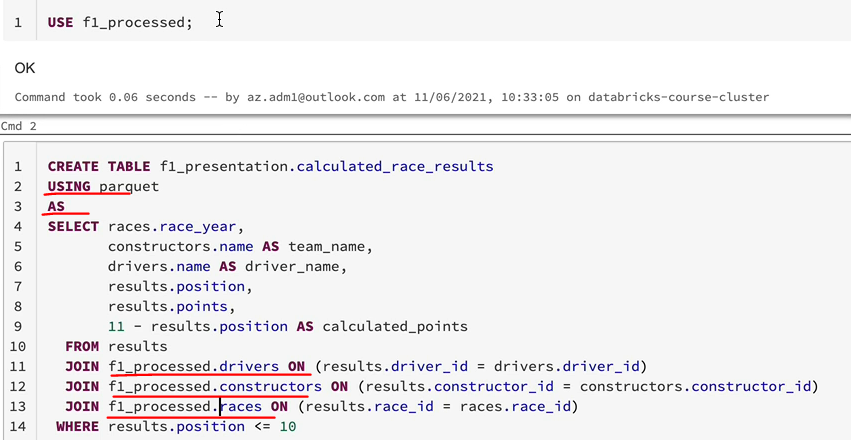 1 USE f1_processed;
OK
Command took 0.06 seconds -- by az.adm1@outlook.com at 11/06/2021, 10:33:05 on databricks-course-cluster
Cmd 2
1 CREATE TABLE f1_presentation.calculated_race_results
2 USING parquet
3 AS
4 SELECT races.race_year,
5 constructors.name AS team_name,
6 drivers.name AS driver_name,
7 results.position,
8 results.points,
9 11 - results.position AS calculated_points
10 FROM results
11 JOIN f1_processed.drivers ON (results.driver_id = drivers.driver_id)
12 JOIN f1_processed.constructors ON (results.constructor_id = constructors.constructor_id)
13 JOIN f1_processed.races ON (results.race_id = races.race_id)
14 WHERE results.position <= 10